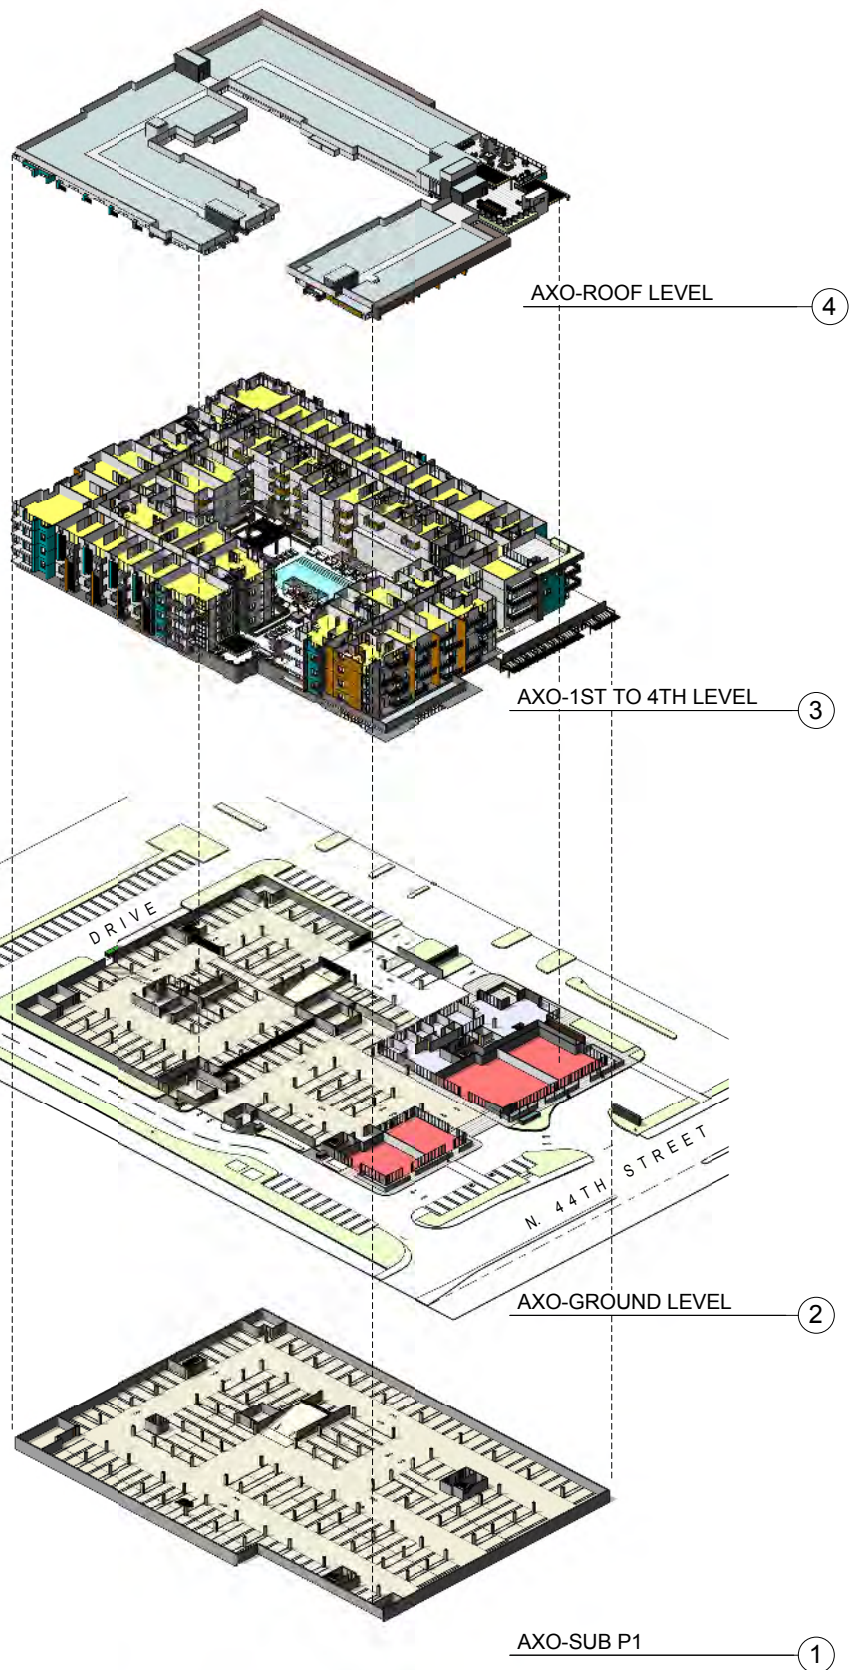 AXO-ROOF LEVEL
4
AXO-1ST TO 4TH LEVEL
3
DRIVE
N. 44TH STREET
AXO-GROUND LEVEL
2
AXO-SUB P1
1